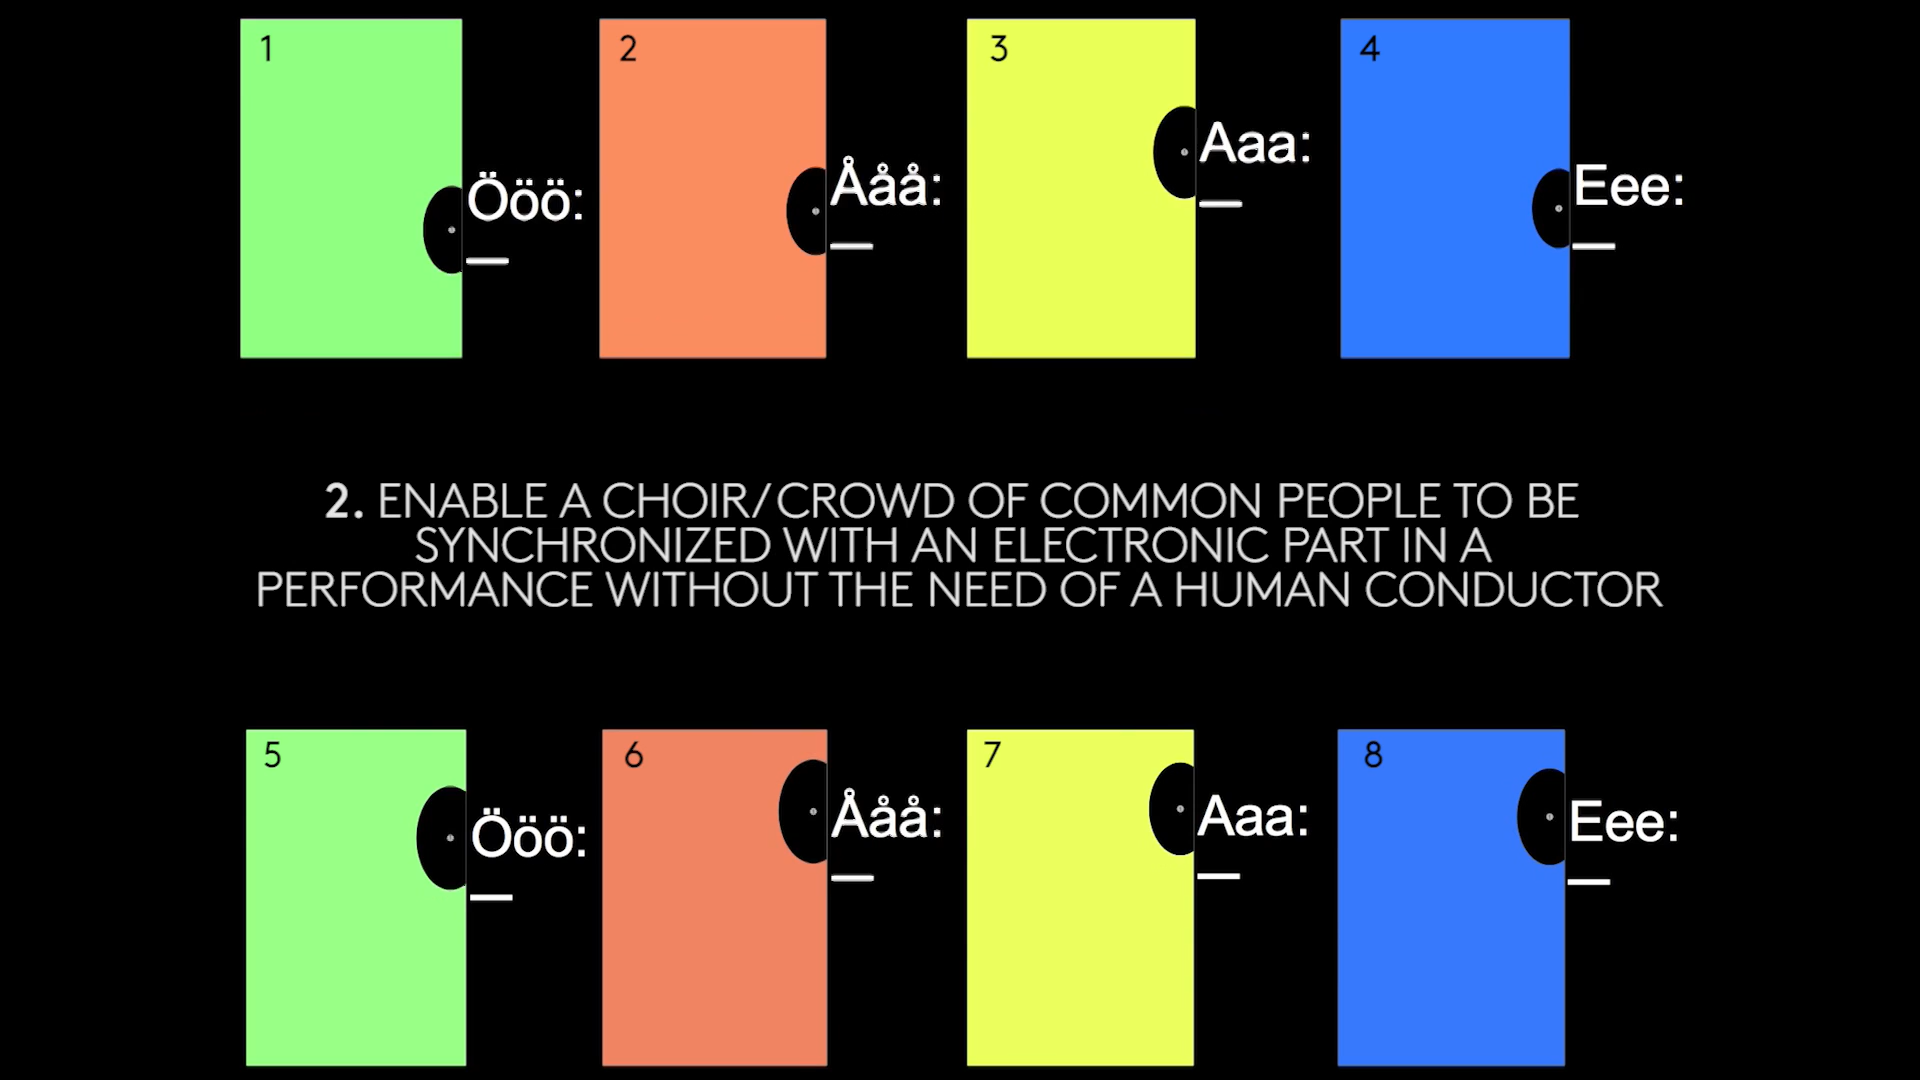 1
2
3
4
Ööö:
Ååå:
Aaa:
Eee:
2. ENABLE A CHOIR/CROWD OF COMMON PEOPLE TO BE
SYNCHRONIZED WITH AN ELECTRONIC PART IN A
PERFORMANCE WITHOUT THE NEED OF A HUMAN CONDUCTOR
5
6
7
8
Ööö:
Ååå:
Aaa:
Eee: